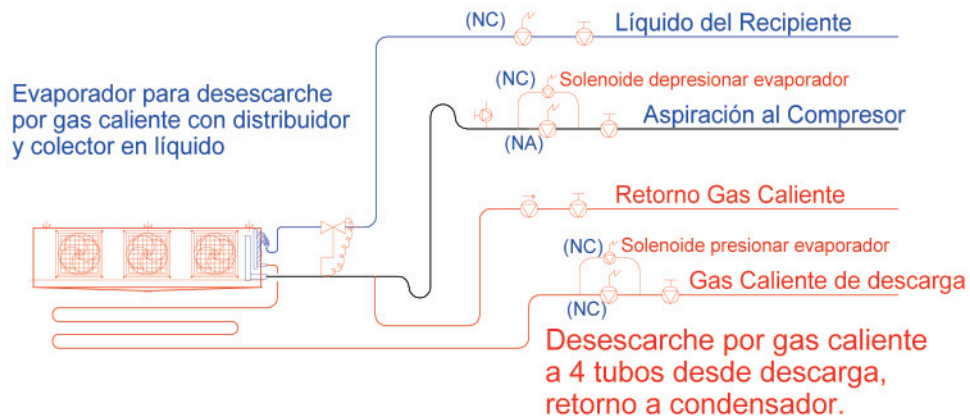 (NC)
Líquido del Recipiente
(NC)
Solenoide depresionar evaporador
Evaporador para desescarche
por gas caliente con distribuidor
y colector en líquido
Aspiración al Compresor
(NA)
Retorno Gas Caliente
(NC)
Solenoide presionar evaporador
Gas Caliente de descarga
(NC)
Desescarche por gas caliente
a 4 tubos desde descarga,
retorno a condensador.